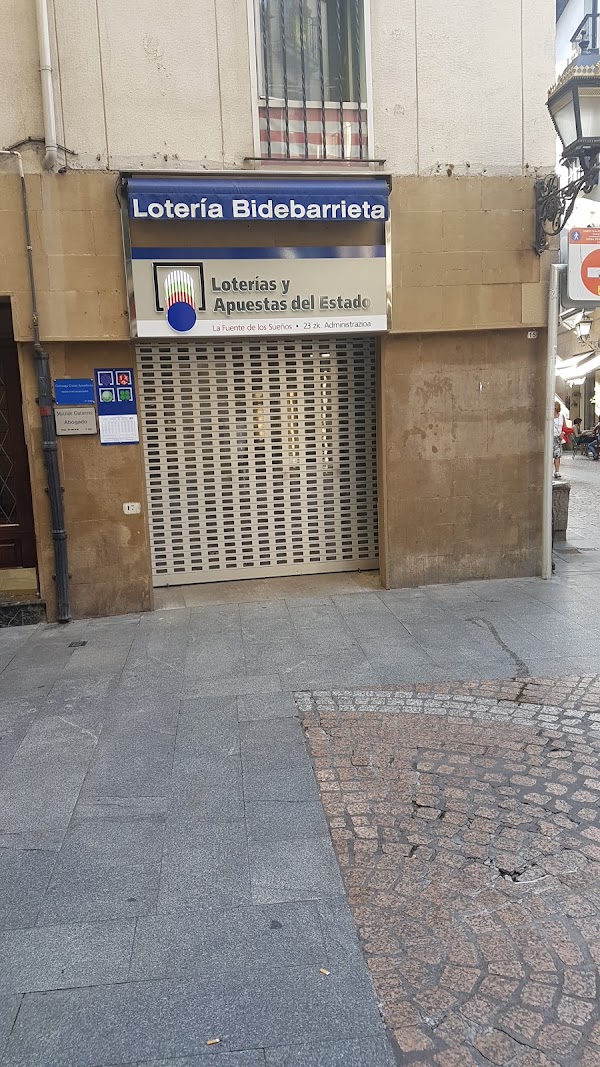 Lotería Bidebarrieta
Loterías y
Apuestas del Estado
La Fuente de los Sueños • 23 zk. Administrazioa
Abogado